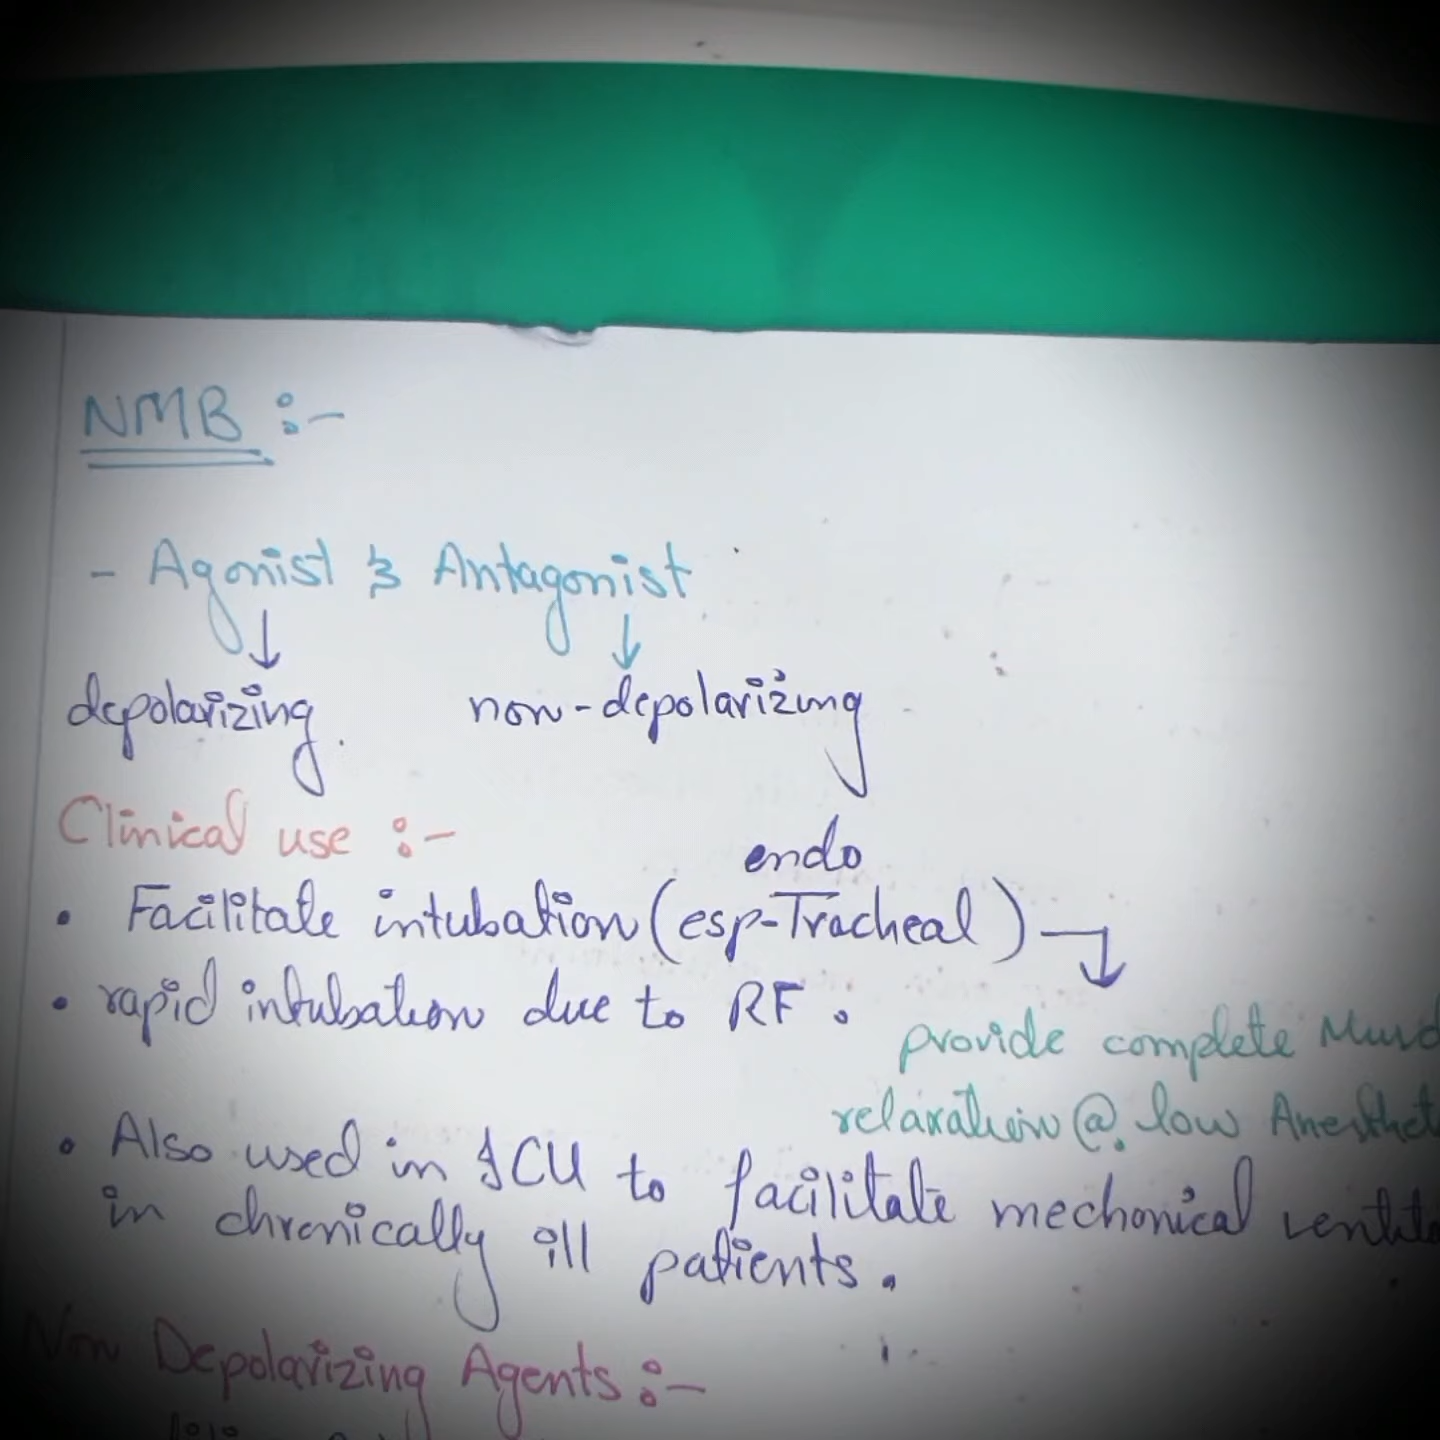 NMB :-
- Agonist & Antagonist
↓ ↓
depolarizing non-depolarizing
Clinical use :-
endo
• Facilitate intubation (esp-Tracheal) →
• rapid intubation due to RF.
provide complete
relaxation @ low
• Also used in ICU to facilitate mechanical
in chronically ill patients.
Non Depolarizing Agents :-